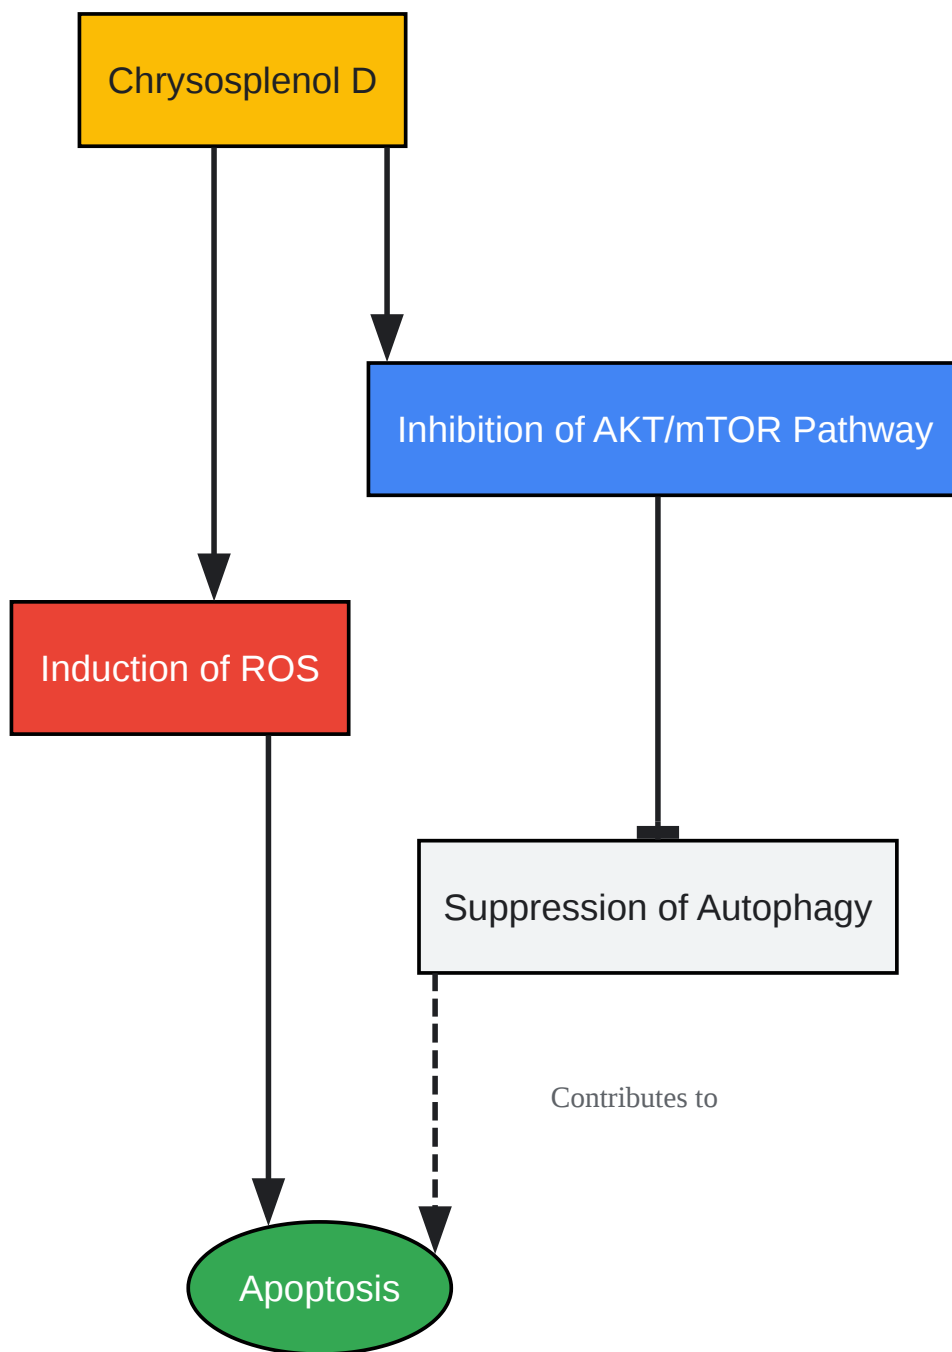 Chrysosplenol D
Inhibition of AKT/mTOR Pathway
Induction of ROS
Suppression of Autophagy
Contributes to
Apoptosis